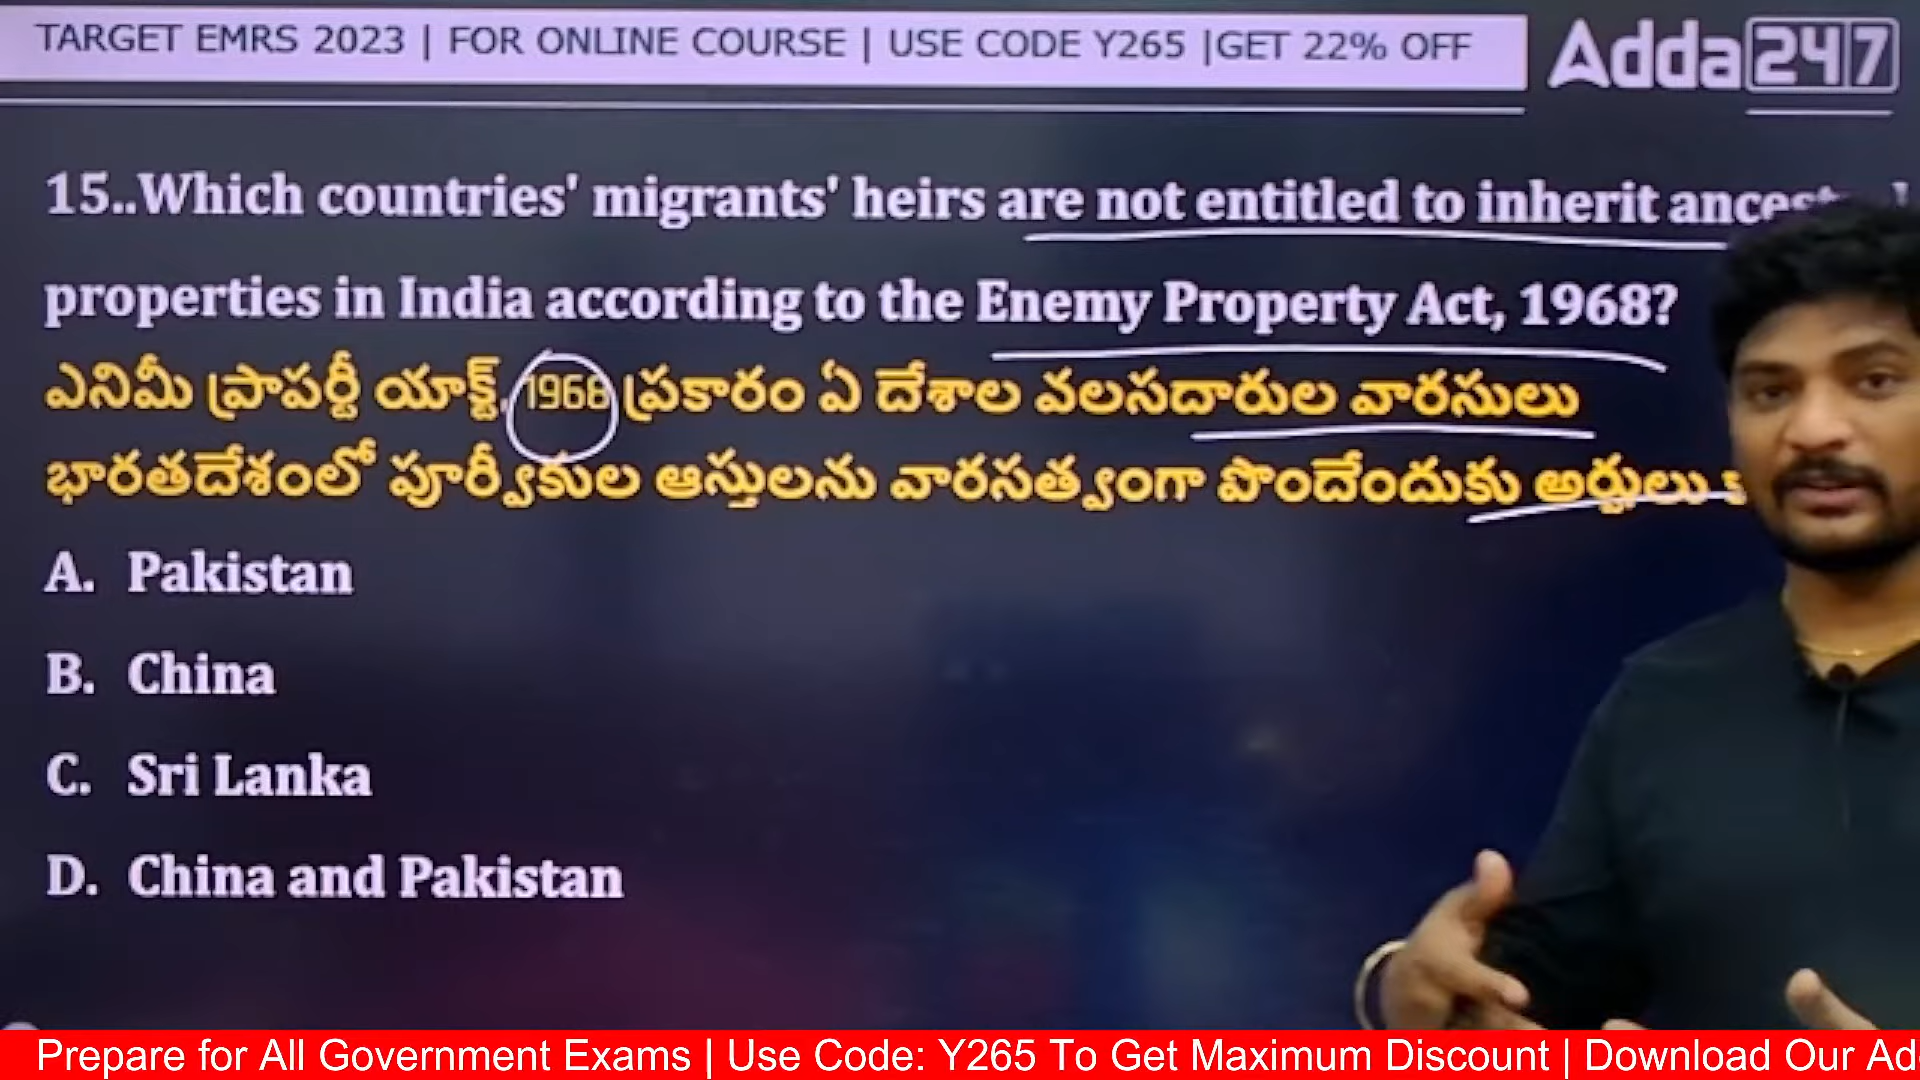 TARGET EMRS 2023 | FOR ONLINE COURSE | USE CODE Y265 |GET 22% OFF
Adda247
15..Which countries' migrants' heirs are not entitled to inherit
properties in India according to the Enemy Property Act, 1968?
ఎనిమీ ప్రాపర్టీ యాక్ట్, 1968 ప్రకారం ఏ దేశాల వలసదారుల వారసులు
భారతదేశంలో పూర్వీకుల ఆస్తులను వారసత్వంగా పొందేందుకు అర్హులు
A. Pakistan
B. China
C. Sri Lanka
D. China and Pakistan
Prepare for All Government Exams | Use Code: Y265 To Get Maximum Discount | Download Our